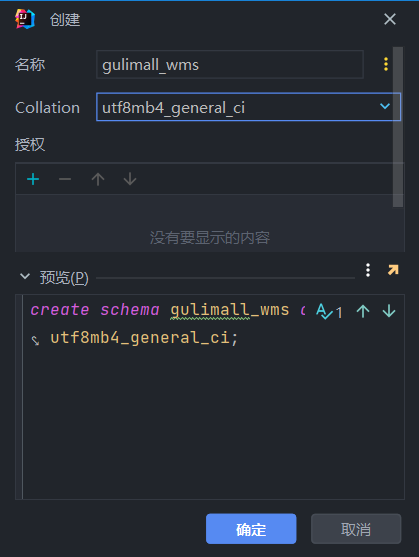 创建
名称
gulimall_wms
Collation
utf8mb4_general_ci
授权
没有要显示的内容
预览(P)
create schema gulimall_wms
1
utf8mb4_general_ci;
确定
取消